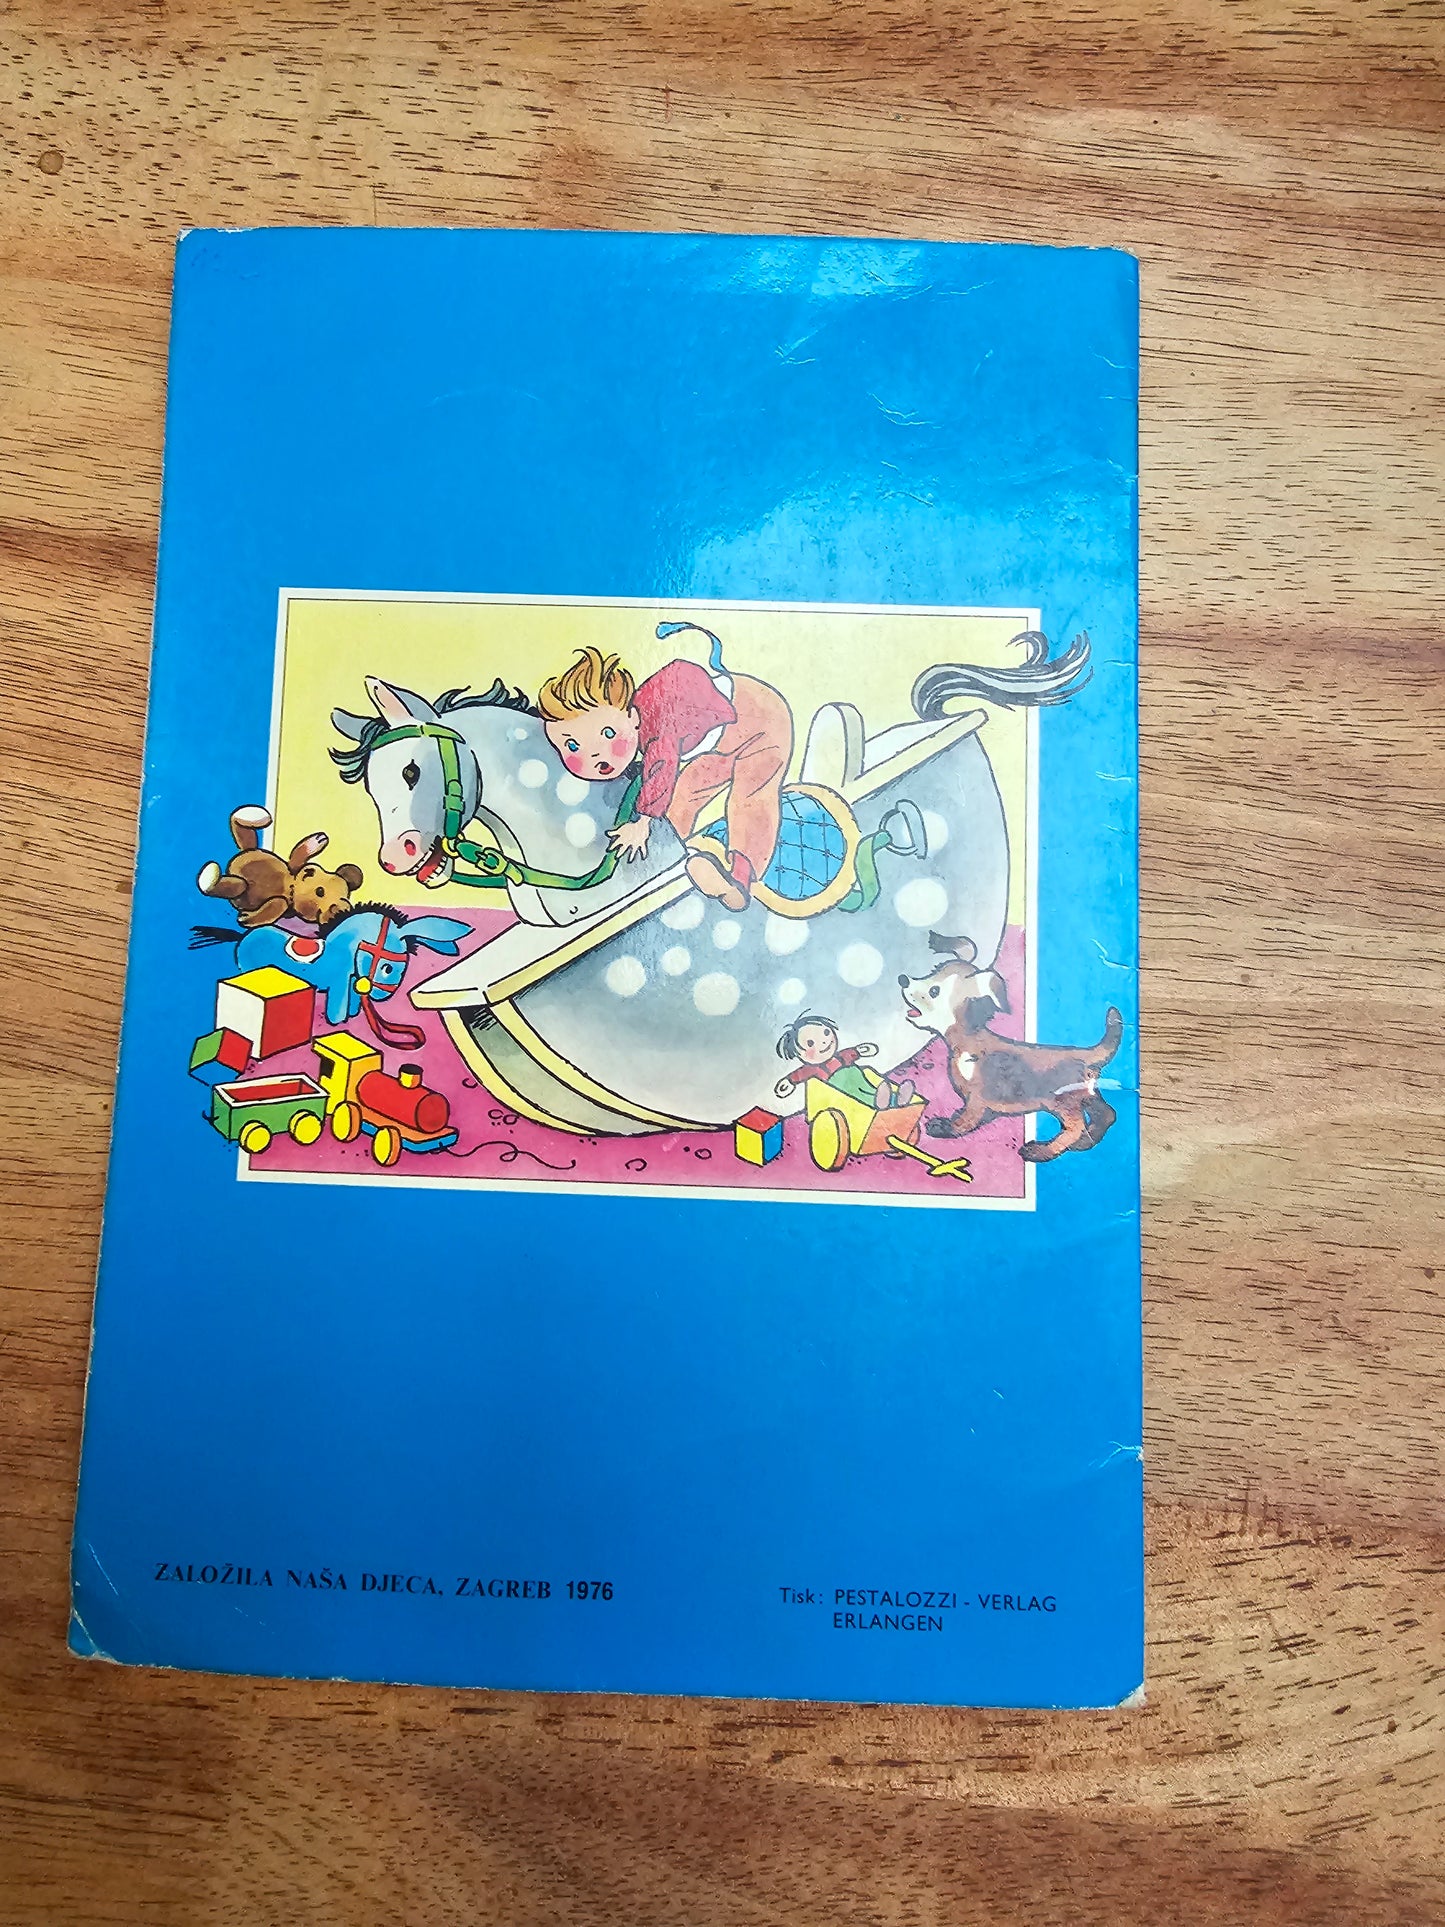 ZALOŽILA NAŠA DJECA, ZAGREB 1976
Tisk: PESTALOZZI - VERLAG
ERLANGEN